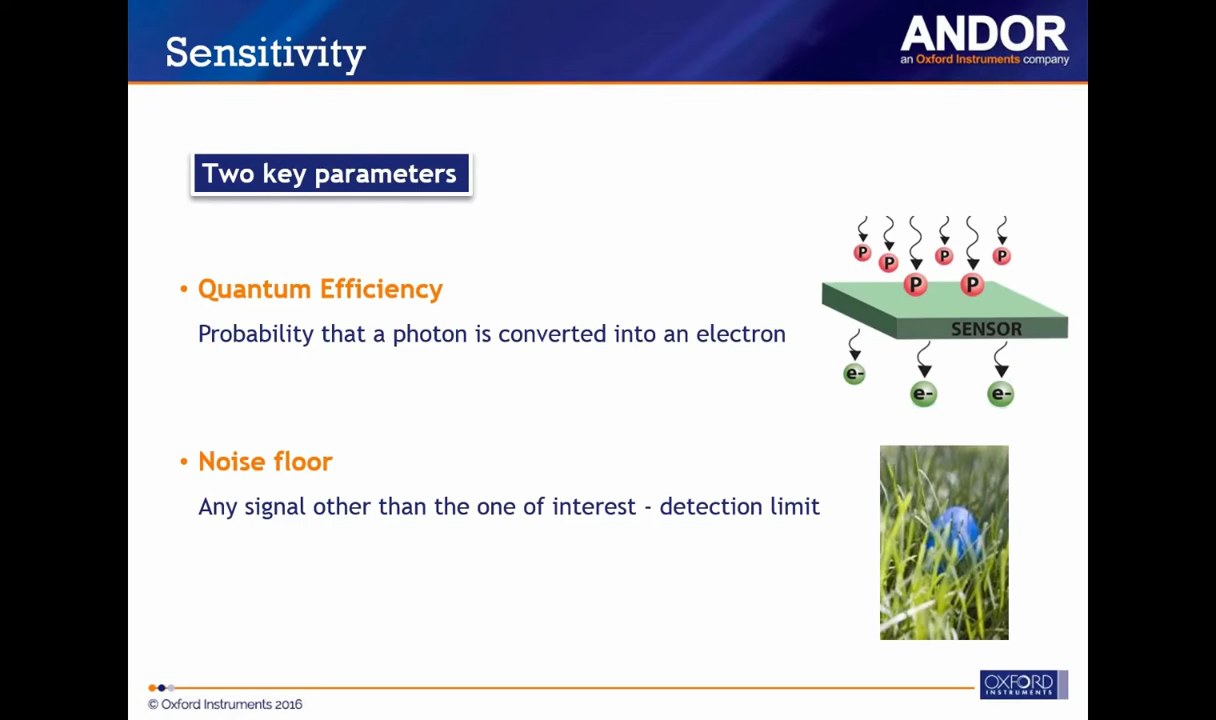 Sensitivity
ANDOR
an Oxford Instruments company
Two key parameters
• Quantum Efficiency
Probability that a photon is converted into an electron
P P P P P P
SENSOR
e- e- e-
• Noise floor
Any signal other than the one of interest - detection limit
© Oxford Instruments 2016
OXFORD
INSTRUMENTS